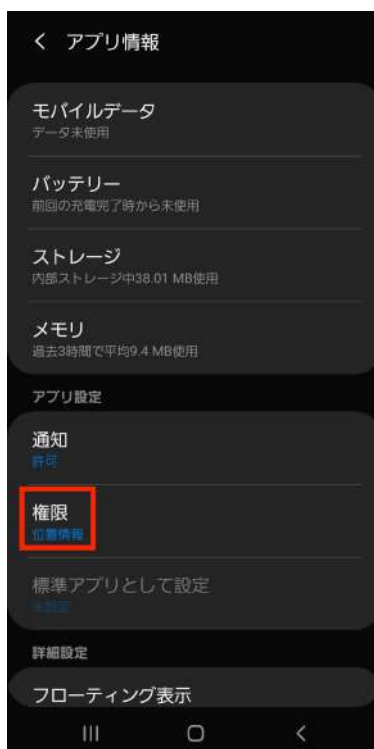 アプリ情報
モバイルデータ
データ未使用
バッテリー
前回の充電完了時から未使用
ストレージ
内部ストレージ中38.01 MB使用
メモリ
過去3時間で平均9.4 MB使用
アプリ設定
通知
許可
権限
位置情報
標準アプリとして設定
未設定
詳細設定
フローティング表示